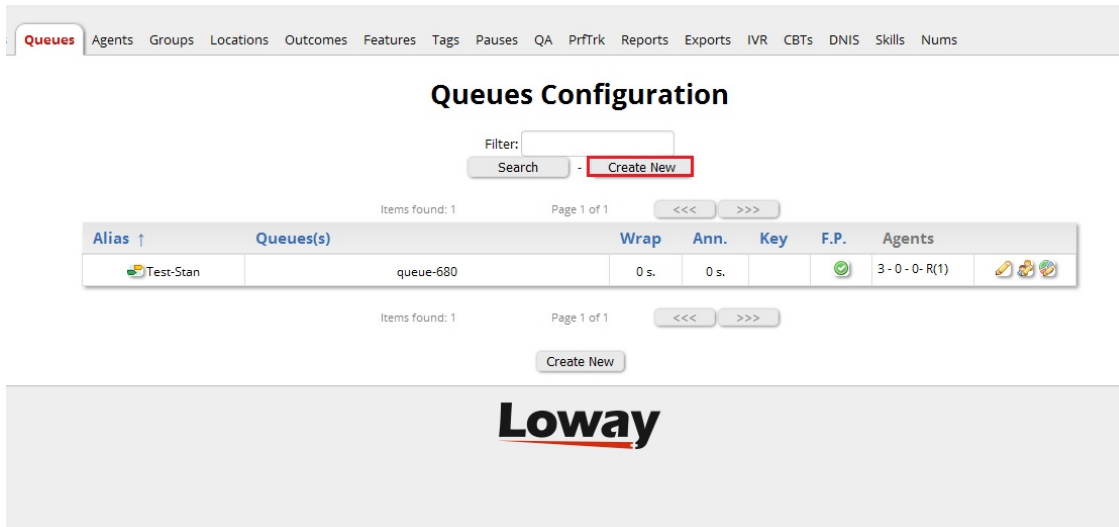 Queues Agents Groups Locations Outcomes Features Tags Pauses QA PrfTrk Reports Exports IVR CBTs DNIS Skills Nums
Queues Configuration
Filter:
Search - Create New
Items found: 1 Page 1 of 1 <<< >>>
Alias ↑ Queues(s) Wrap Ann. Key F.P. Agents
Test-Stan queue-680 0 s. 0 s. 3 - 0 - 0- R(1)
Items found: 1 Page 1 of 1 <<< >>>
Create New
Loway